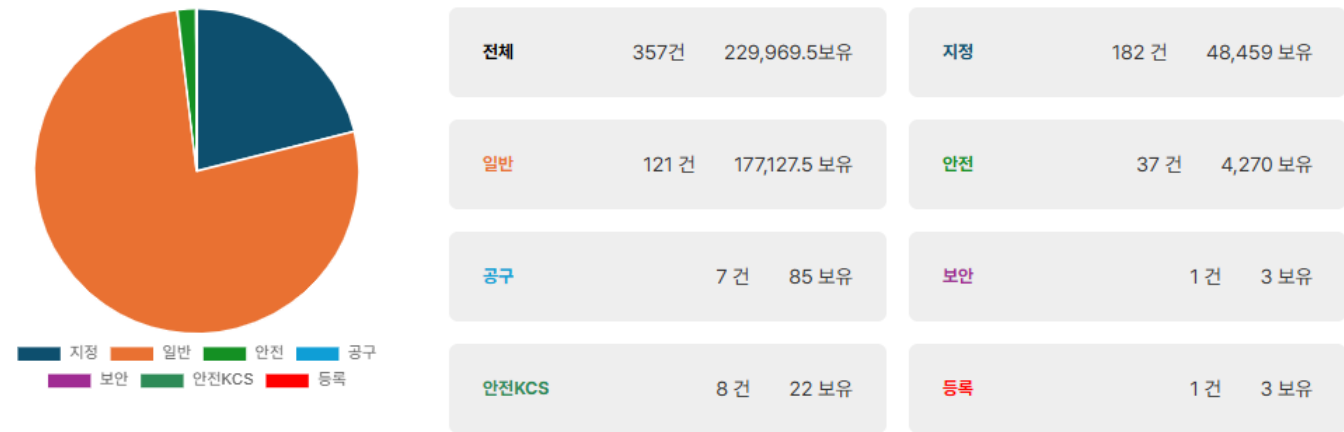 전체 357건 229,969.5보유
지정 182 건 48,459 보유
일반 121 건 177,127.5 보유
안전 37 건 4,270 보유
공구 7 건 85 보유
보안 1 건 3 보유
안전KCS 8 건 22 보유
등록 1 건 3 보유
지정 일반 안전 공구
보안 안전KCS 등록